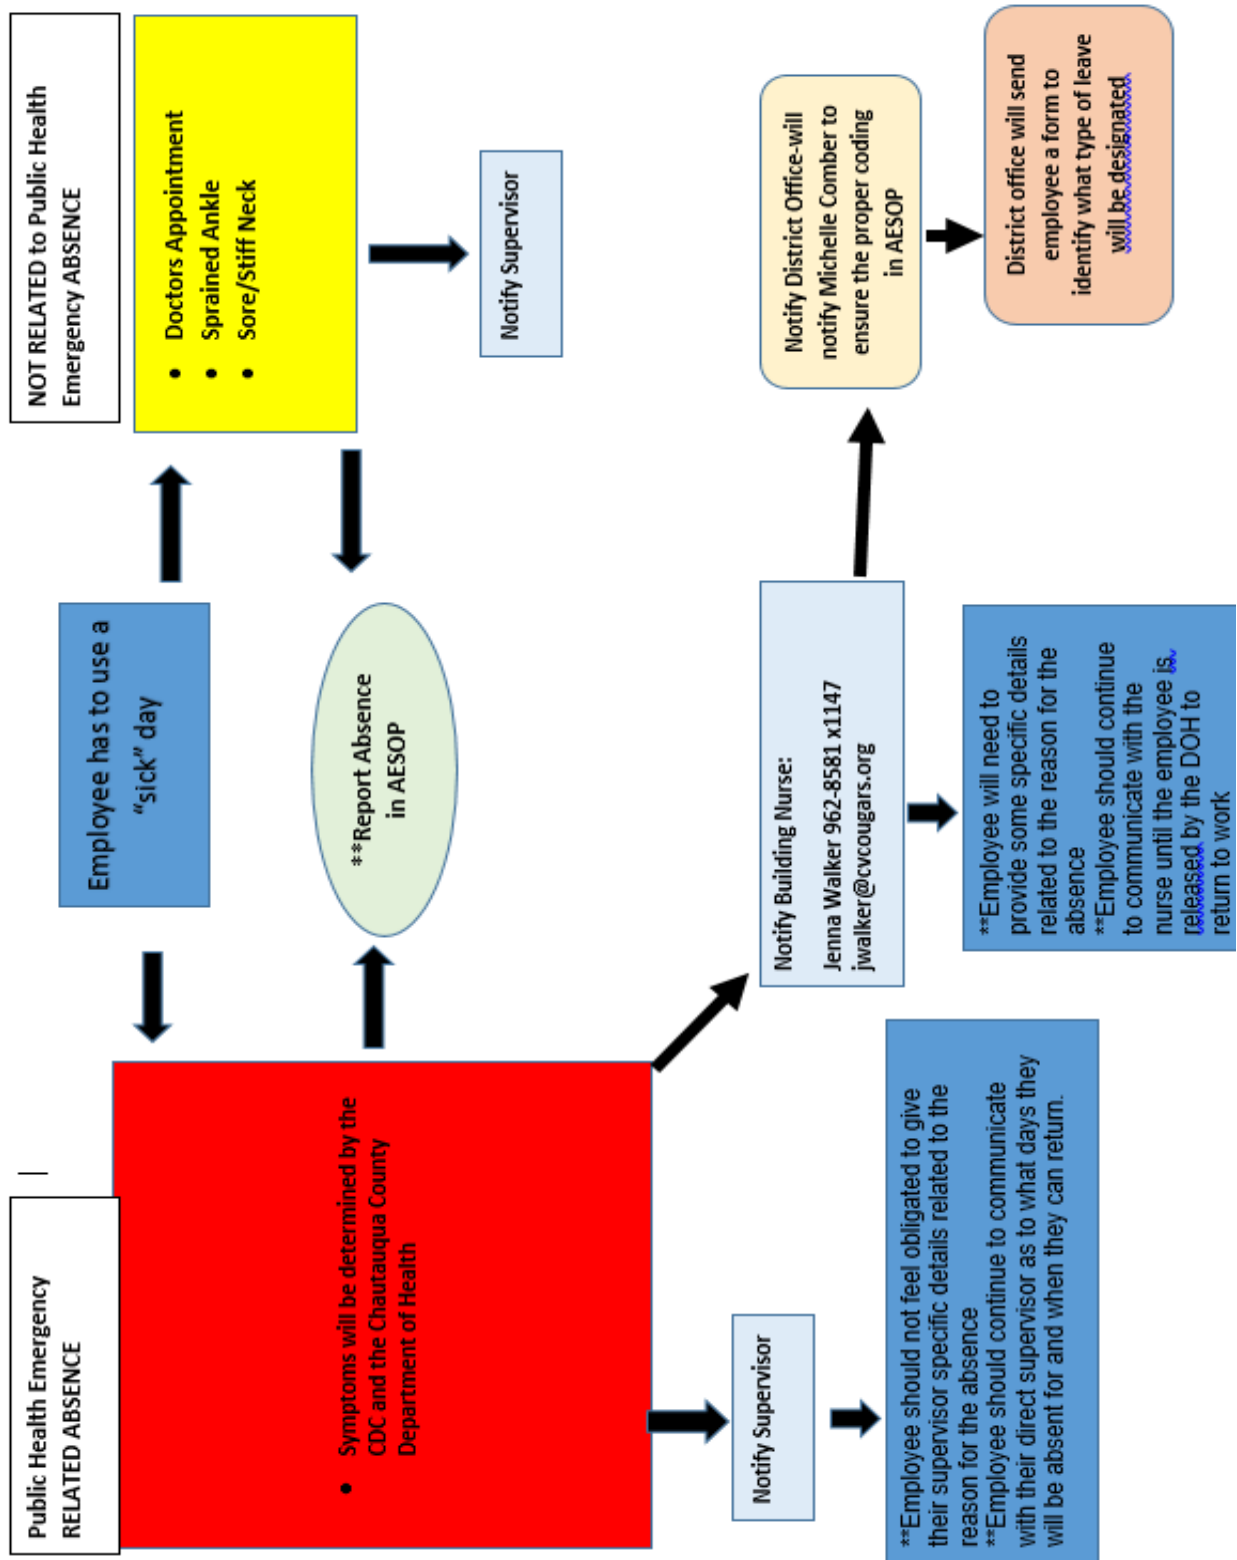 Public Health Emergency
RELATED ABSENCE
Employee has to use a
“sick” day
NOT RELATED to Public Health
Emergency ABSENCE
• Symptoms will be determined by the
CDC and the Chautauqua County
Department of Health
**Report Absence
in AESOP
• Doctors Appointment
• Sprained Ankle
• Sore/Stiff Neck
Notify Supervisor
Notify Supervisor
**Employee should not feel obligated to give
their supervisor specific details related to the
reason for the absence
**Employee should continue to communicate
with their direct supervisor as to what days they
will be absent for and when they can return.
Notify Building Nurse:
Jenna Walker 962-8581 x1147
jwalker@cvcougars.org
**Employee will need to
provide some specific details
related to the reason for the
absence
**Employee should continue
to communicate with the
nurse until the employee is
released by the DOH to
return to work
Notify District Office-will
notify Michelle Comber to
ensure the proper coding
in AESOP
District office will send
employee a form to
identify what type of leave
will be designated